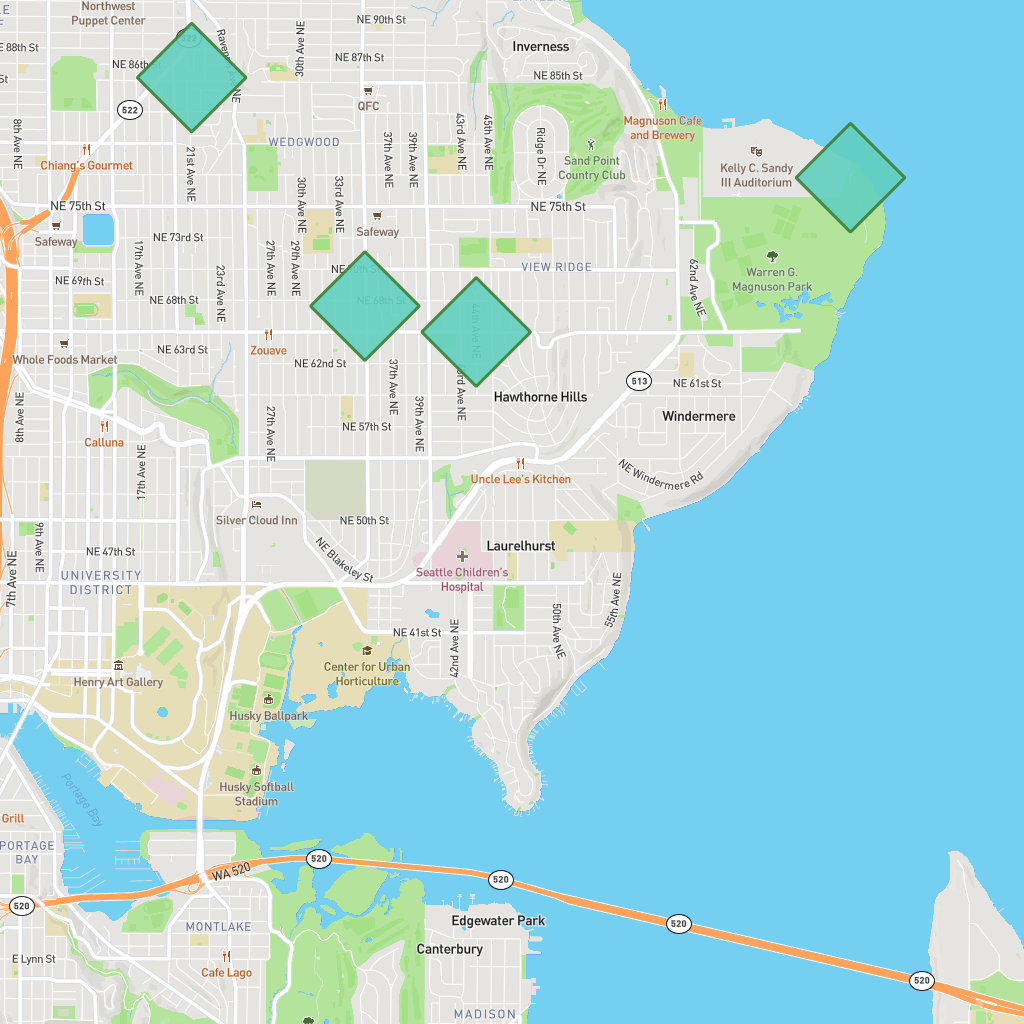 Northwest
Puppet Center
NE 90th St
Inverness
NE 88th St
NE 87th St
NE 86th St
NE 85th St
30th Ave NE
522
QFC
Magnuson Cafe
and Brewery
8th Ave NE
WEDGEWOOD
43rd Ave NE
45th Ave NE
37th Ave NE
39th Ave NE
Ridge Dr NE
Sand Point
Country Club
Kelly C. Sandy
III Auditorium
Chiang's Gourmet
21st Ave NE
30th Ave NE
33rd Ave NE
NE 75th St
NE 75th St
Safeway
Safeway
NE 73rd St
17th Ave NE
23rd Ave NE
27th Ave NE
29th Ave NE
VIEW RIDGE
62nd Ave NE
Warren G.
Magnuson Park
NE 69th St
NE 68th St
NE 68th St
44th Ave NE
Whole Foods Market
NE 63rd St
Zouave
NE 62nd St
37th Ave NE
39th Ave NE
513
NE 61st St
Hawthorne Hills
Windermere
8th Ave NE
27th Ave NE
NE 57th St
Calluna
17th Ave NE
Uncle Lee's Kitchen
NE Windermere Rd
Silver Cloud Inn
NE 50th St
6th Ave NE
NE 47th St
NE Blakeley St
Laurelhurst
7th Ave NE
UNIVERSITY
DISTRICT
Seattle Children's
Hospital
55th Ave NE
50th Ave NE
42nd Ave NE
NE 41st St
Center for Urban
Horticulture
Henry Art Gallery
Husky Ballpark
Husky Softball
Stadium
Portage Bay
Grill
PORTAGE
BAY
WA 520
520
520
520
520
520
Edgewater Park
MONTLAKE
Canterbury
E Lynn St
Cafe Lago
MADISON